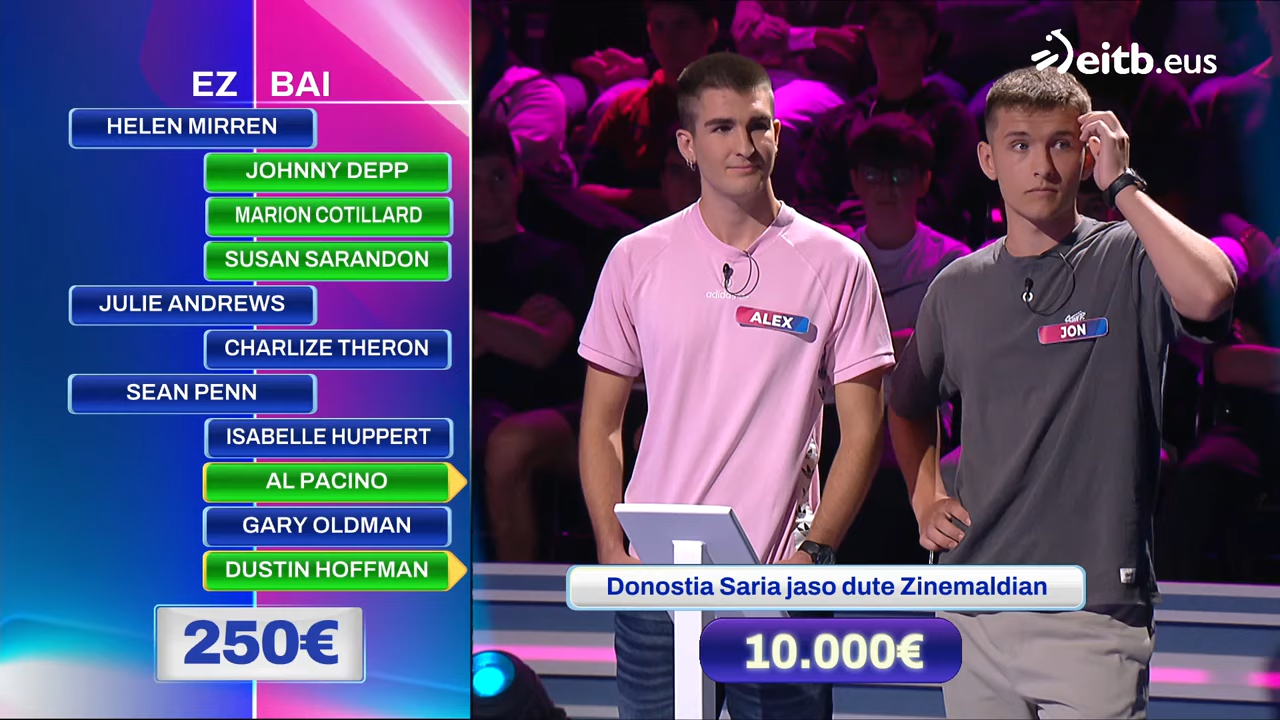 EZ BAI
HELEN MIRREN
JOHNNY DEPP
MARION COTILLARD
SUSAN SARANDON
JULIE ANDREWS
CHARLIZE THERON
SEAN PENN
ISABELLE HUPPERT
AL PACINO
GARY OLDMAN
DUSTIN HOFFMAN
250€
eitb.eus
ALEX
JON
Donostia Saria jaso dute Zinemaldian
10.000€